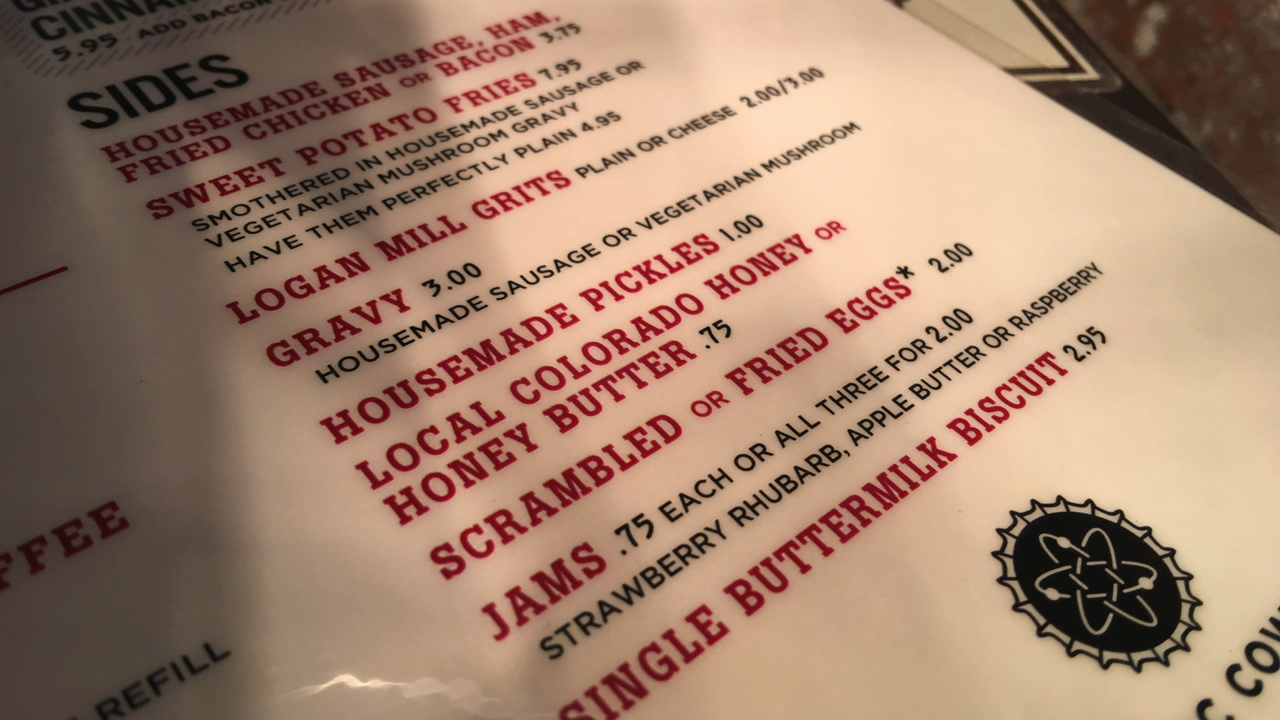 CINNAM
5.95 ADD BACON
SIDES
HOUSEMADE SAUSAGE, HAM,
FRIED CHICKEN OR BACON 3.75
SWEET POTATO FRIES 7.95
SMOTHERED IN HOUSEMADE SAUSAGE OR
VEGETARIAN MUSHROOM GRAVY
HAVE THEM PERFECTLY PLAIN 4.95
LOGAN MILL GRITS PLAIN OR CHEESE 2.00/3.00
GRAVY 3.00
HOUSEMADE SAUSAGE OR VEGETARIAN MUSHROOM
HOUSEMADE PICKLES 1.00
LOCAL COLORADO HONEY OR
HONEY BUTTER .75
SCRAMBLED OR FRIED EGGS* 2.00
JAMS .75 EACH OR ALL THREE FOR 2.00
STRAWBERRY RHUBARB, APPLE BUTTER OR RASPBERRY
SINGLE BUTTERMILK BISCUIT 2.95
FFEE
REFILL
C COW